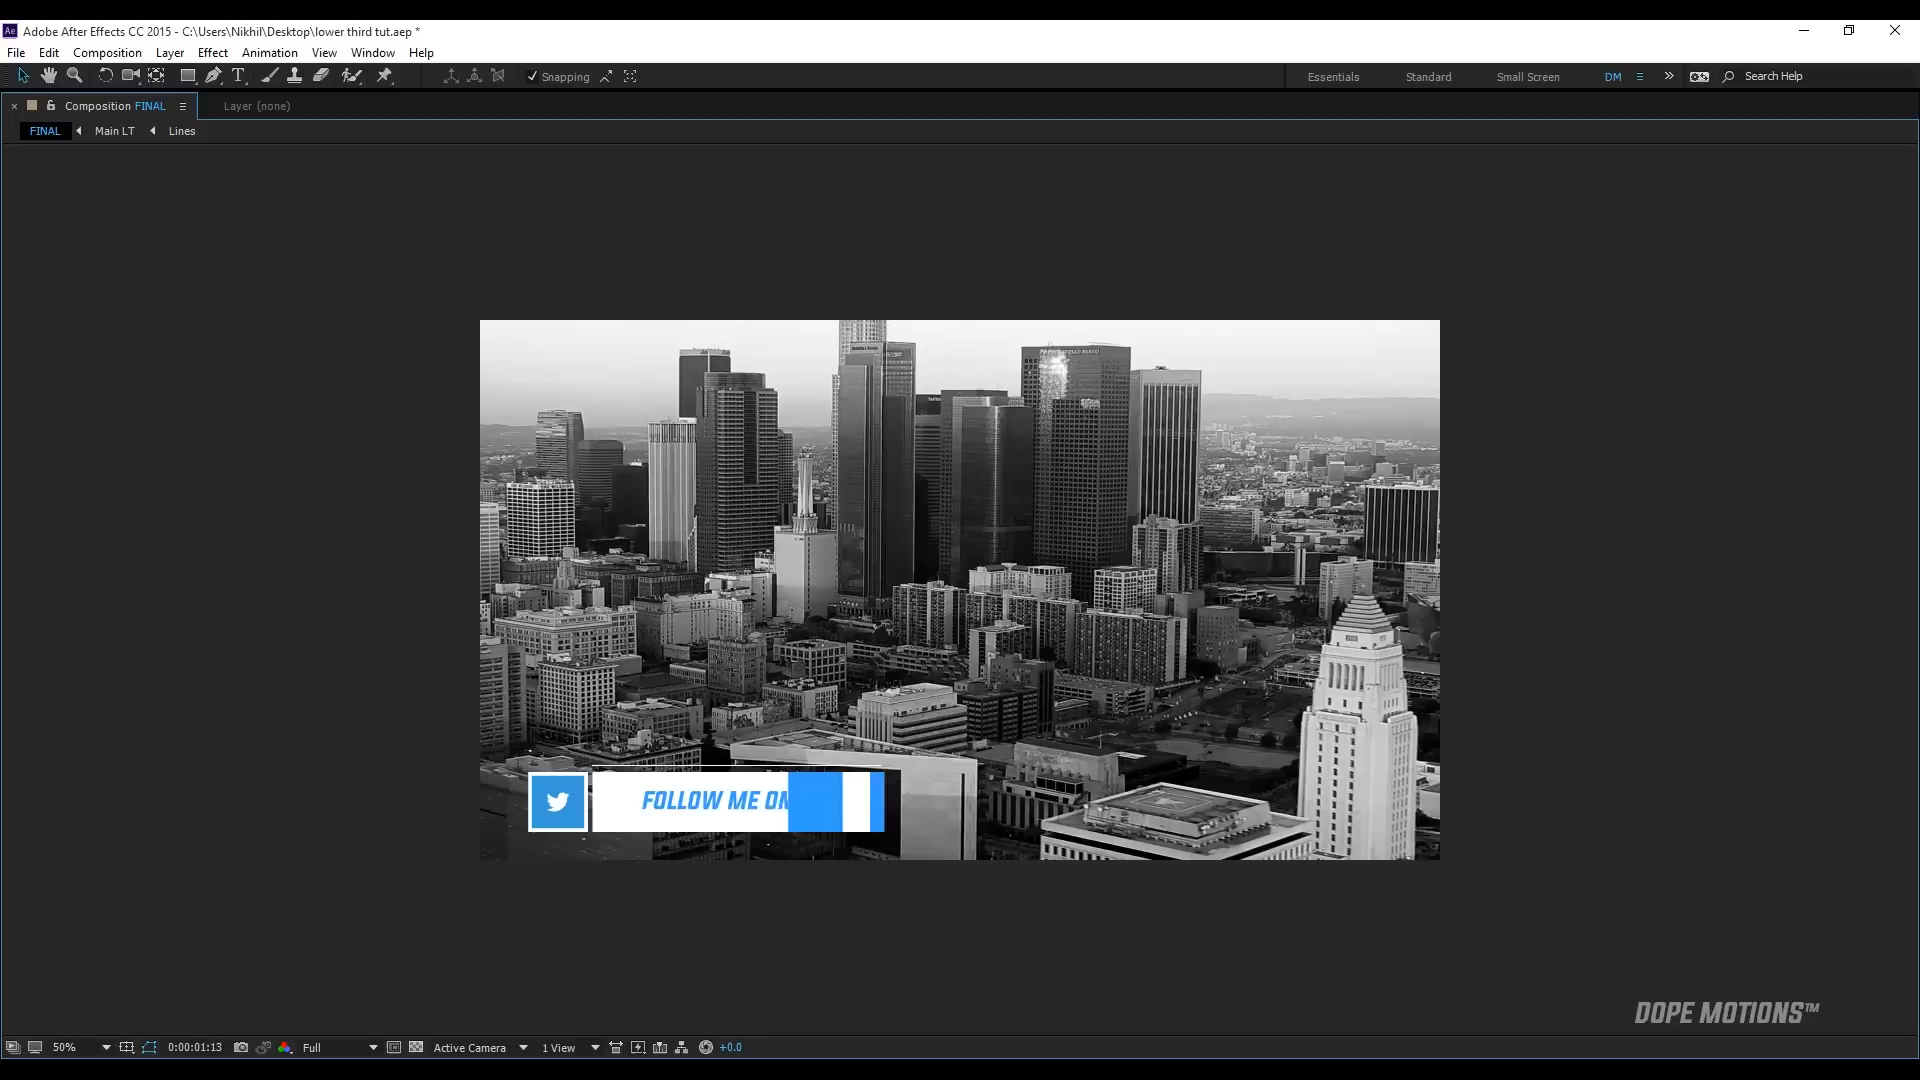 Adobe After Effects CC 2015 - C:\Users\Nikhil\Desktop\lower third tut.aep *
File Edit Composition Layer Effect Animation View Window Help
Snapping Essentials Standard Small Screen DM Search Help
Composition FINAL Layer (none)
FINAL Main LT Lines
FOLLOW ME ON
DOPE MOTIONS™
50% 0:00:01:13 Full Active Camera 1 View +0.0